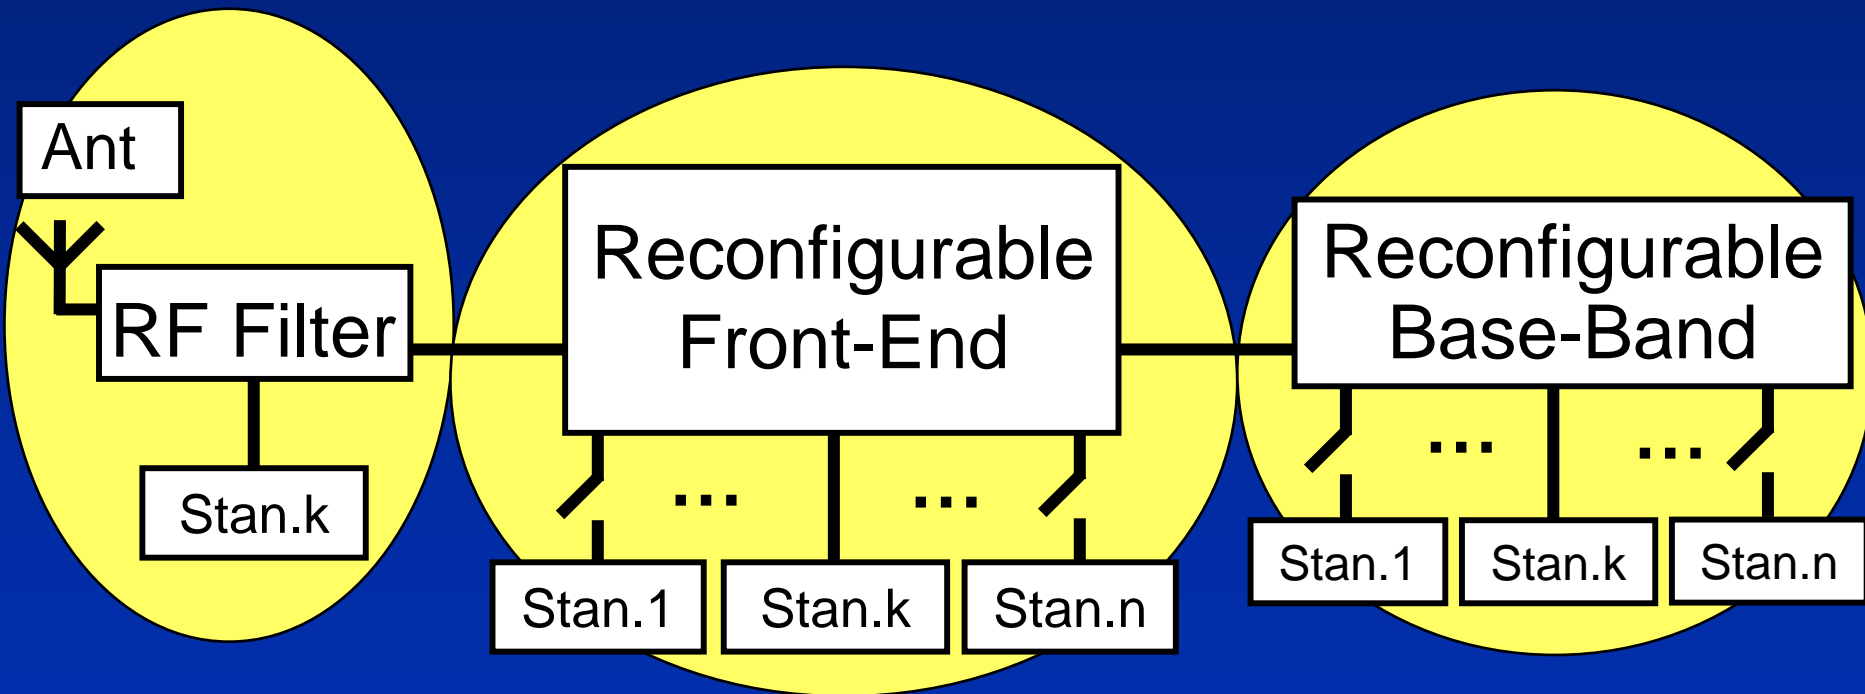 Ant
RF Filter
Stan.k
Reconfigurable
Front-End
... ...
Stan.1 Stan.k Stan.n
Reconfigurable
Base-Band
... ...
Stan.1 Stan.k Stan.n